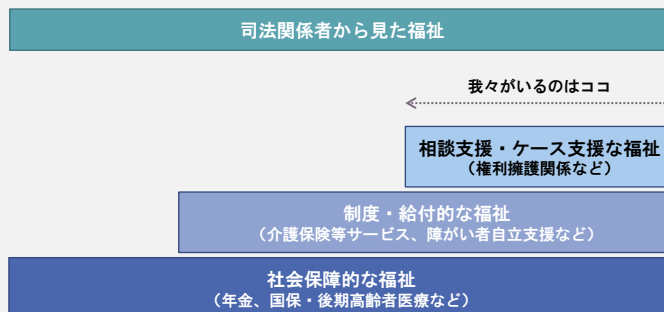 司法関係者から見た福祉
我々がいるのはココ
相談支援・ケース支援な福祉
（権利擁護関係など）
制度・給付的な福祉
（介護保険等サービス、障がい者自立支援など）
社会保障的な福祉
（年金、国保・後期高齢者医療など）